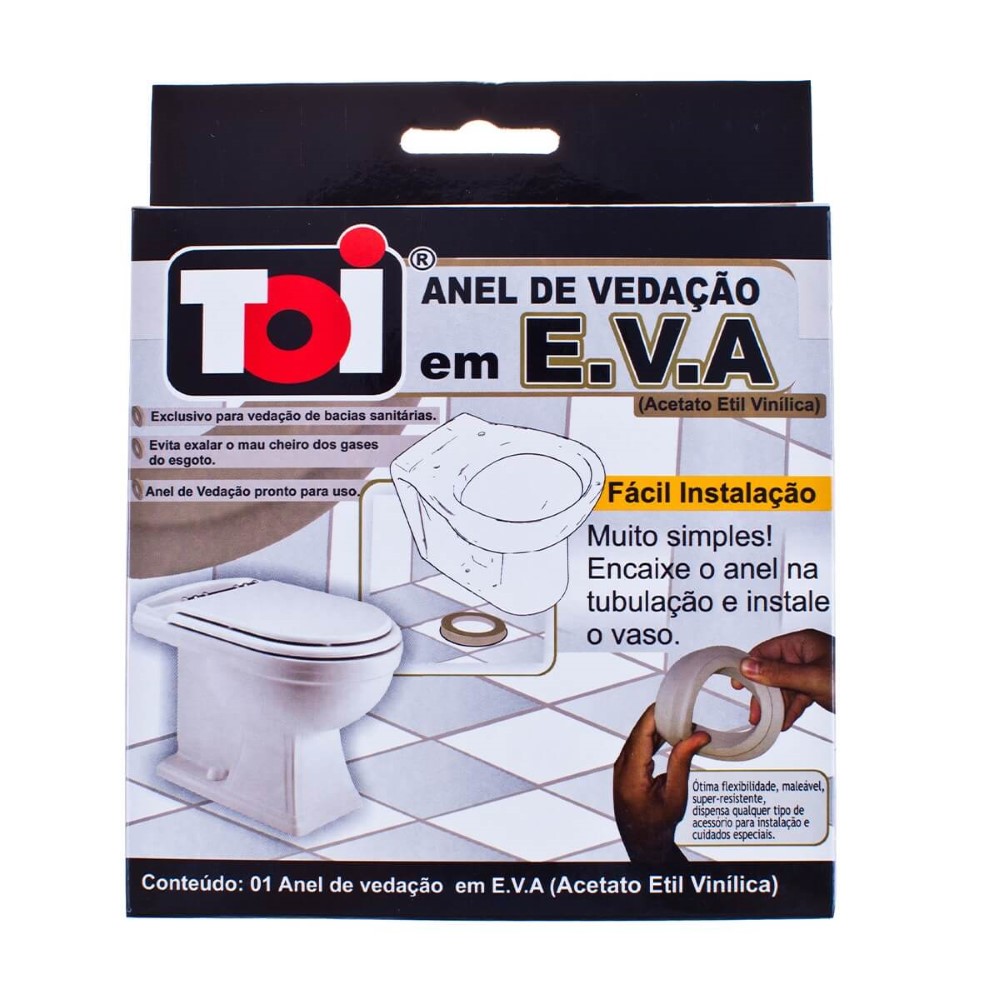 Toi®
ANEL DE VEDAÇÃO
em E.V.A
(Acetato Etil Vinílica)
Exclusivo para vedação de bacias sanitárias.
Evita exalar o mau cheiro dos gases
do esgoto.
Anel de Vedação pronto para uso.
Fácil Instalação
Muito simples!
Encaixe o anel na
tubulação e instale
o vaso.
Ótima flexibilidade, maleável,
super-resistente,
dispensa qualquer tipo de
acessório para instalação e
cuidados especiais.
Conteúdo: 01 Anel de vedação em E.V.A (Acetato Etil Vinílica)